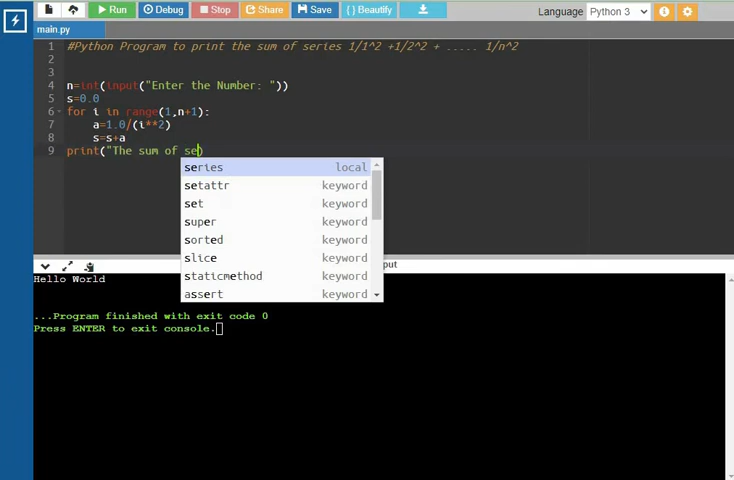 Run Debug Stop Share Save { } Beautify Language Python 3
main.py
1 #Python Program to print the sum of series 1/1^2 +1/2^2 + ..... 1/n^2
2
3
4 n=int(input("Enter the Number: "))
5 s=0.0
6 for i in range(1,n+1):
7 a=1.0/(i**2)
8 s=s+a
9 print("The sum of se)
series local
setattr keyword
set keyword
super keyword
sorted keyword
slice keyword
staticmethod keyword
assert keyword
put
Hello World
...Program finished with exit code 0
Press ENTER to exit console.